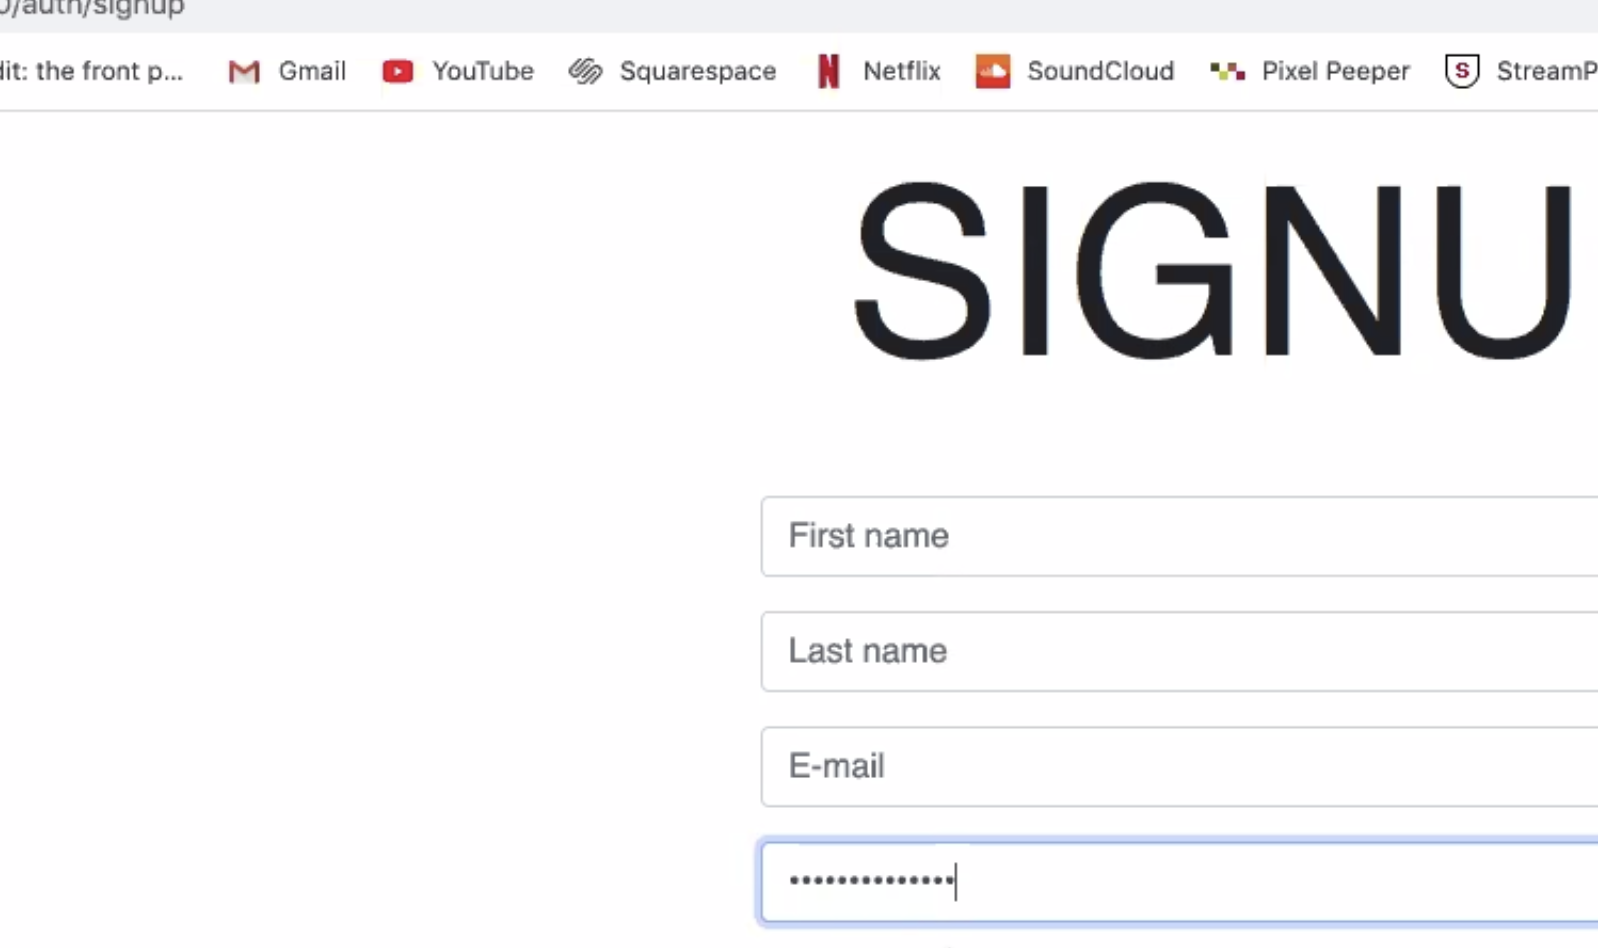 /auth/signup
dit: the front p... Gmail YouTube Squarespace Netflix SoundCloud Pixel Peeper StreamP
SIGNU
First name
Last name
E-mail
••••••••••••••